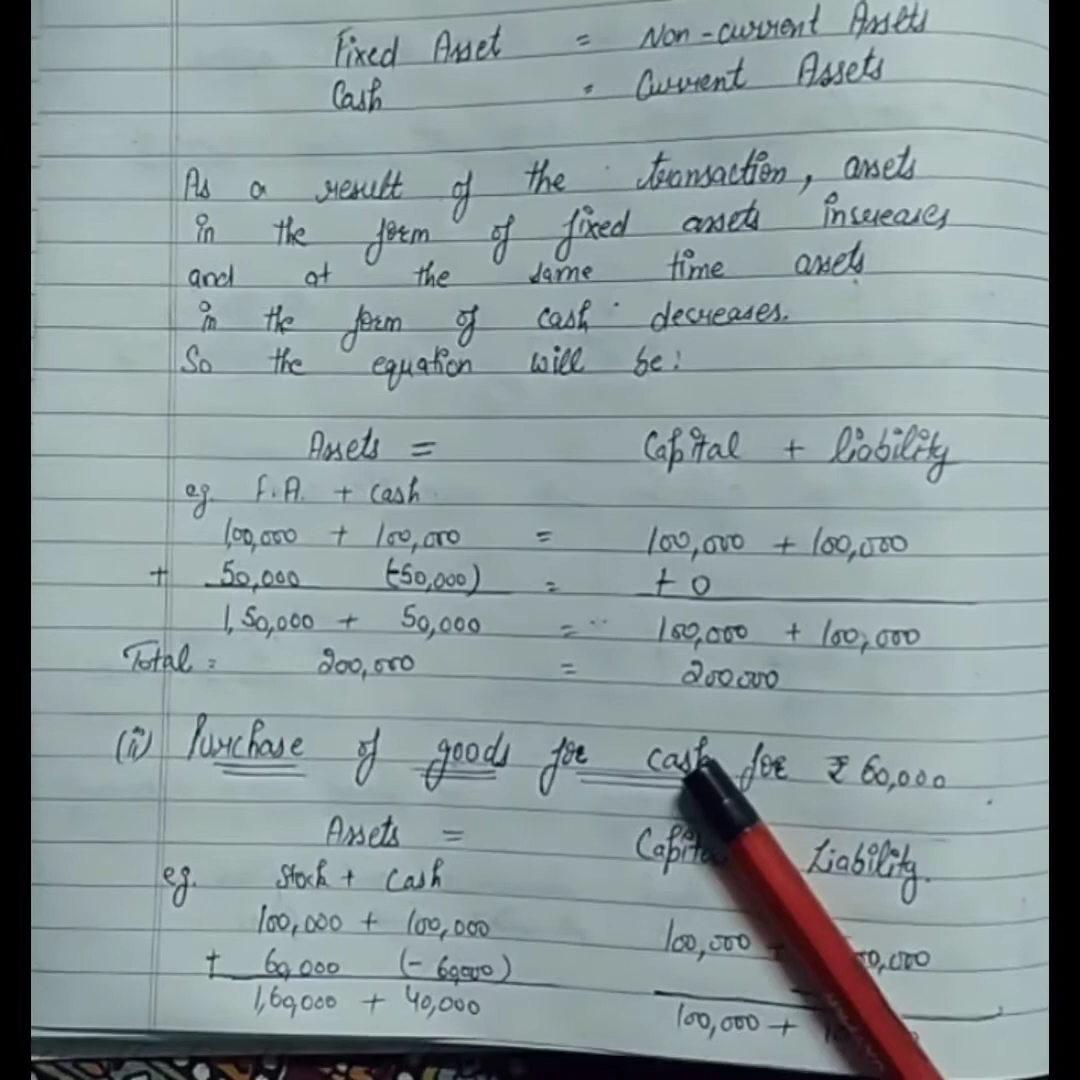 Fixed Asset = Non-current Assets
Cash = Current Assets
As a result of the transaction, assets
in the form of fixed assets increases
and at the same time assets
in the form of cash decreases.
So the equation will be:
Assets = Capital + liability
eg. F.A. + cash
1,00,000 + 100,000 = 100,000 + 100,000
+ 50,000 (-50,000) = + 0
1,50,000 + 50,000 = 100,000 + 100,000
Total = 200,000 = 200000
(ii) Purchase of goods for cash for ₹ 60,000
Assets = Liability.
eg. Stock + Cash
100,000 + 100,000 100,000 +
+ 60,000 (- 60,000)
1,60,000 + 40,000 100,000 +